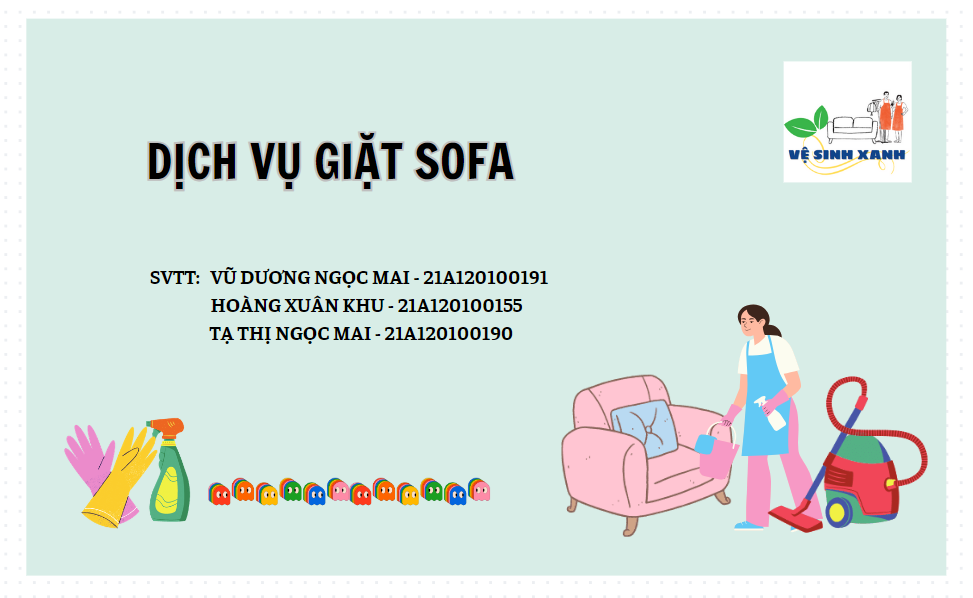 VỆ SINH XANH
DỊCH VỤ GIẶT SOFA
SVTT: VŨ DƯƠNG NGỌC MAI - 21A120100191
HOÀNG XUÂN KHU - 21A120100155
TẠ THỊ NGỌC MAI - 21A120100190